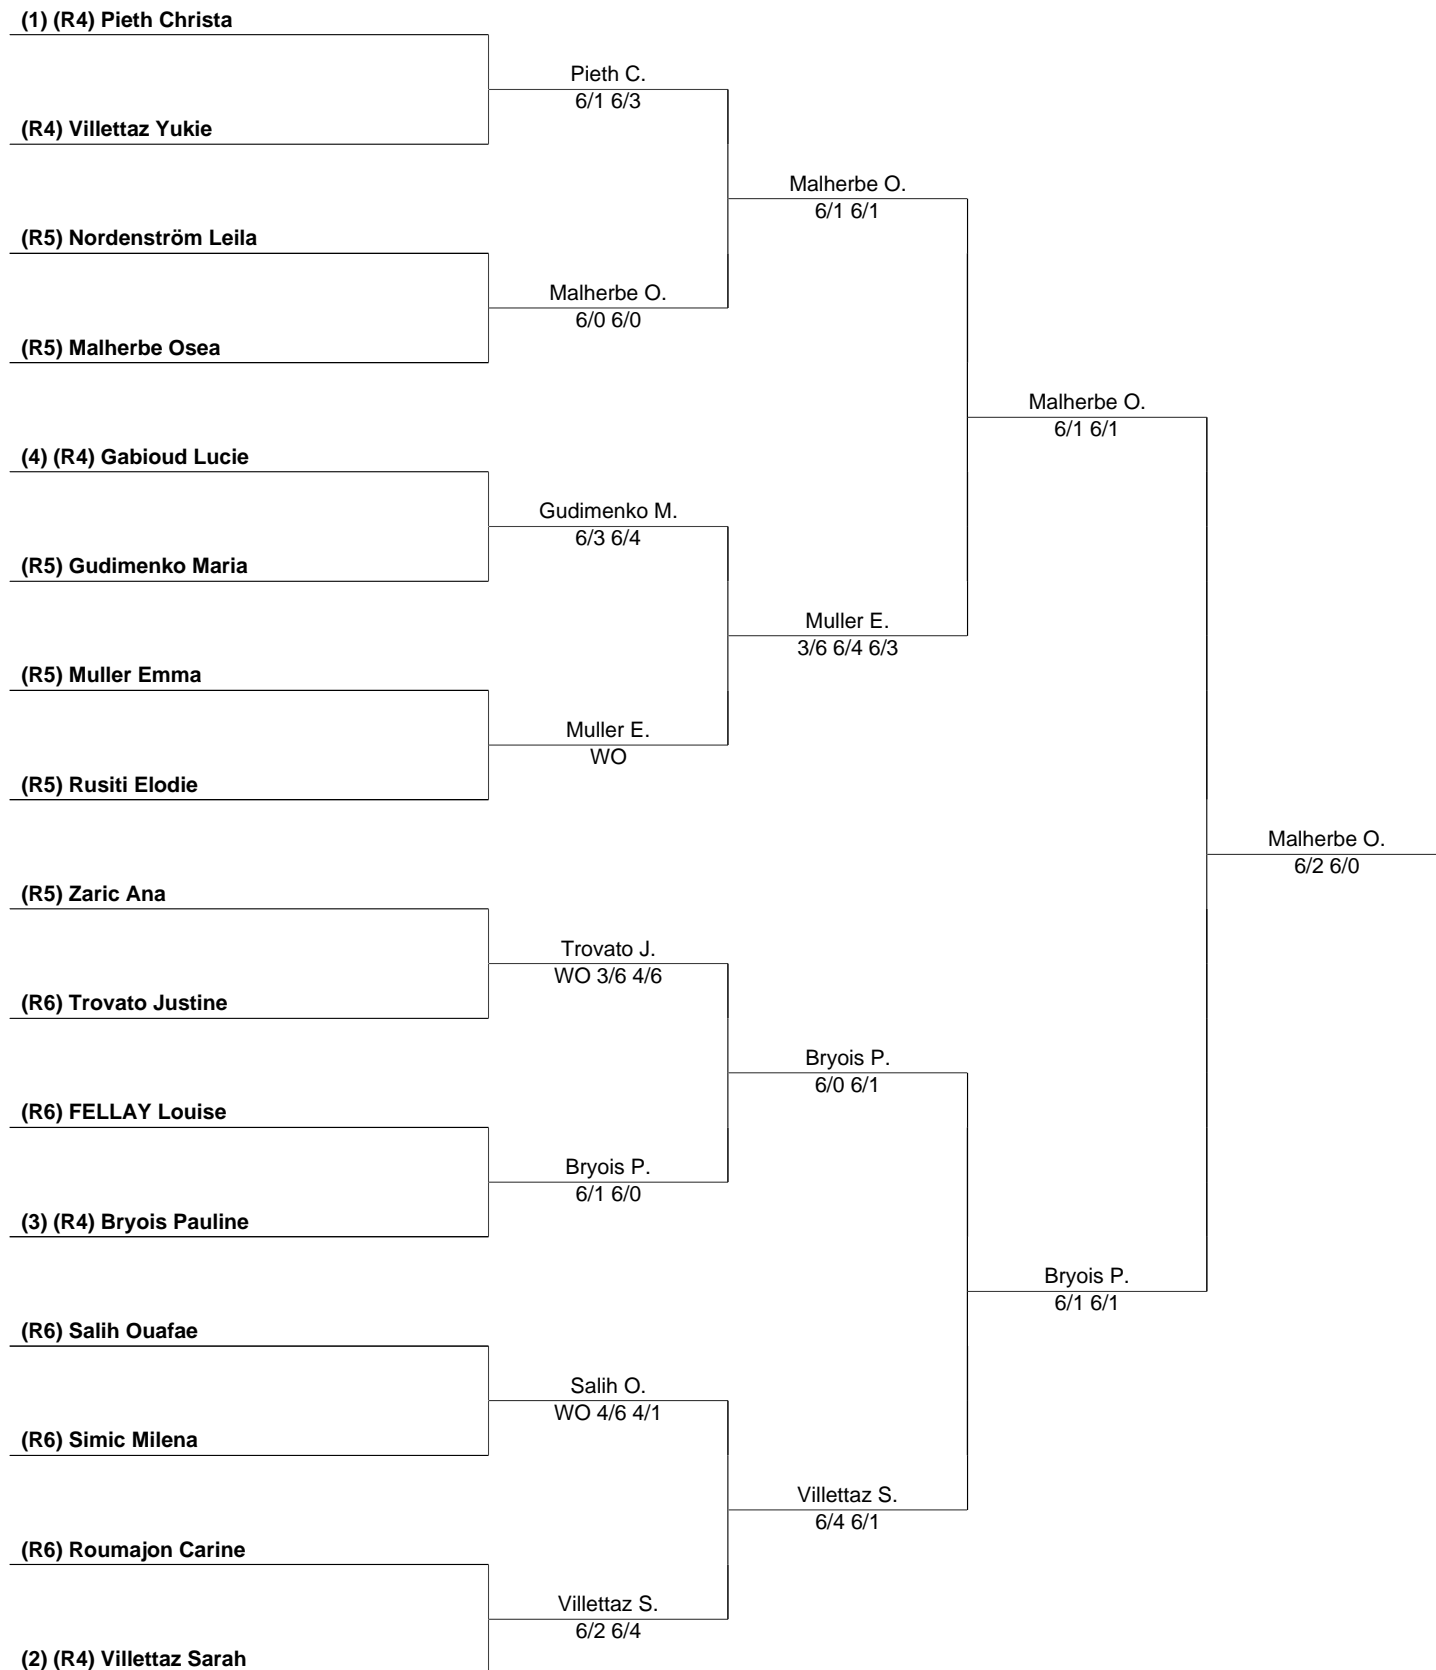 (1) (R4) Pieth Christa
Pieth C.
6/1 6/3
(R4) Villettaz Yukie
Malherbe O.
6/1 6/1
(R5) Nordenström Leila
Malherbe O.
6/0 6/0
(R5) Malherbe Osea
Malherbe O.
6/1 6/1
(4) (R4) Gabioud Lucie
Gudimenko M.
6/3 6/4
(R5) Gudimenko Maria
Muller E.
3/6 6/4 6/3
(R5) Muller Emma
Muller E.
WO
(R5) Rusiti Elodie
Malherbe O.
6/2 6/0
(R5) Zaric Ana
Trovato J.
WO 3/6 4/6
(R6) Trovato Justine
Bryois P.
6/0 6/1
(R6) FELLAY Louise
Bryois P.
6/1 6/0
(3) (R4) Bryois Pauline
Bryois P.
6/1 6/1
(R6) Salih Ouafae
Salih O.
WO 4/6 4/1
(R6) Simic Milena
Villettaz S.
6/4 6/1
(R6) Roumajon Carine
Villettaz S.
6/2 6/4
(2) (R4) Villettaz Sarah